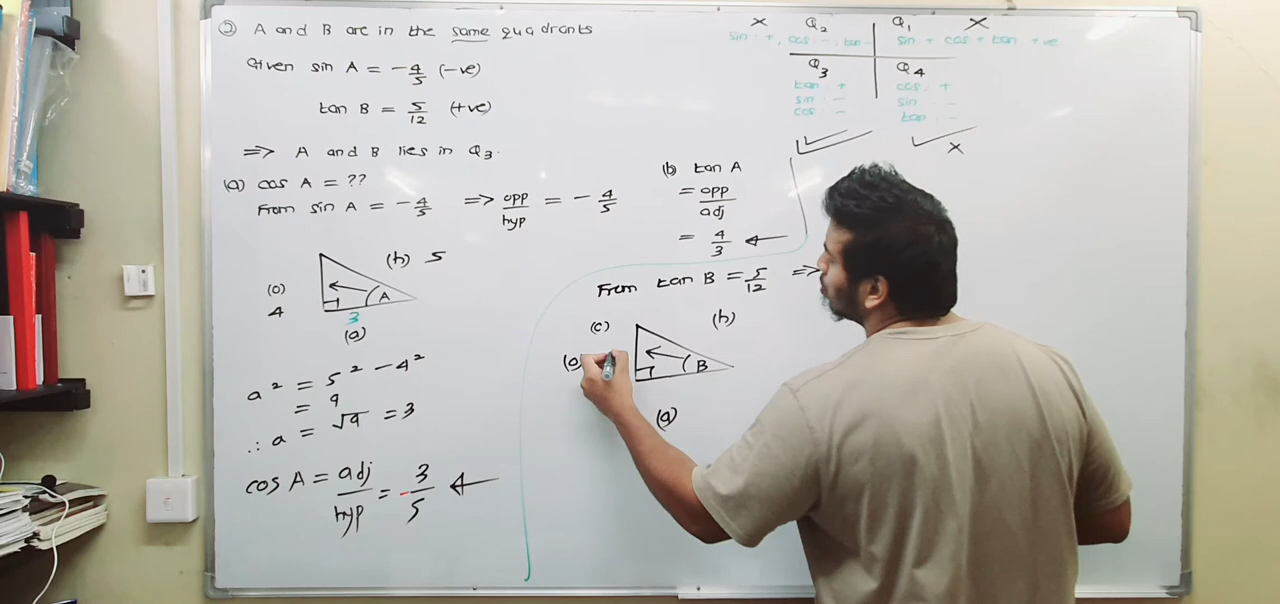 ② A and B are in the same quadrants
Given sin A = -4/5 (-ve)
tan B = 5/12 (+ve)
=> A and B lies in Q3.
(a) cos A = ??
From sin A = -4/5 => opp/hyp = -4/5
(h) 5
(o)
4
A
3
(a)
a² = 5² - 4²
= 9
∴ a = √9 = 3
cos A = adj/hyp = -3/5 ←
x Q2
sin : +, cos : -, tan -
Q1 x
sin + cos + tan +ve
Q3
tan : +
sin : -
cos : -
Q4
cos : +
sin : -
tan : -
x
(b) tan A
= opp/adj
= 4/3 ←
From tan B = 5/12 =>
(c)
(h)
(o)
B
(a)